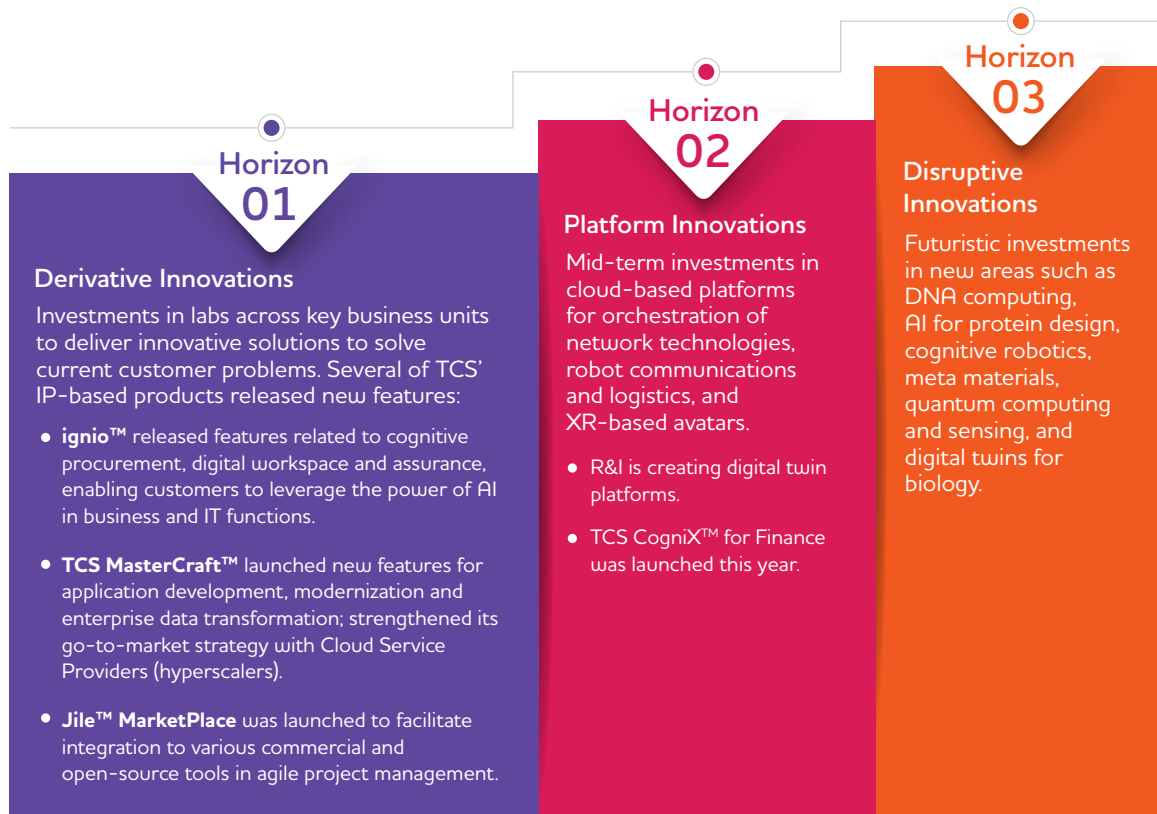 Horizon
01
Derivative Innovations
Investments in labs across key business units
to deliver innovative solutions to solve
current customer problems. Several of TCS’
IP-based products released new features:
• ignio™ released features related to cognitive
procurement, digital workspace and assurance,
enabling customers to leverage the power of AI
in business and IT functions.
• TCS MasterCraft™ launched new features for
application development, modernization and
enterprise data transformation; strengthened its
go-to-market strategy with Cloud Service
Providers (hyperscalers).
• Jile™ MarketPlace was launched to facilitate
integration to various commercial and
open-source tools in agile project management.
Horizon
02
Platform Innovations
Mid-term investments in
cloud-based platforms
for orchestration of
network technologies,
robot communications
and logistics, and
XR-based avatars.
• R&I is creating digital twin
platforms.
• TCS CogniX™ for Finance
was launched this year.
Horizon
03
Disruptive
Innovations
Futuristic investments
in new areas such as
DNA computing,
AI for protein design,
cognitive robotics,
meta materials,
quantum computing
and sensing, and
digital twins for
biology.